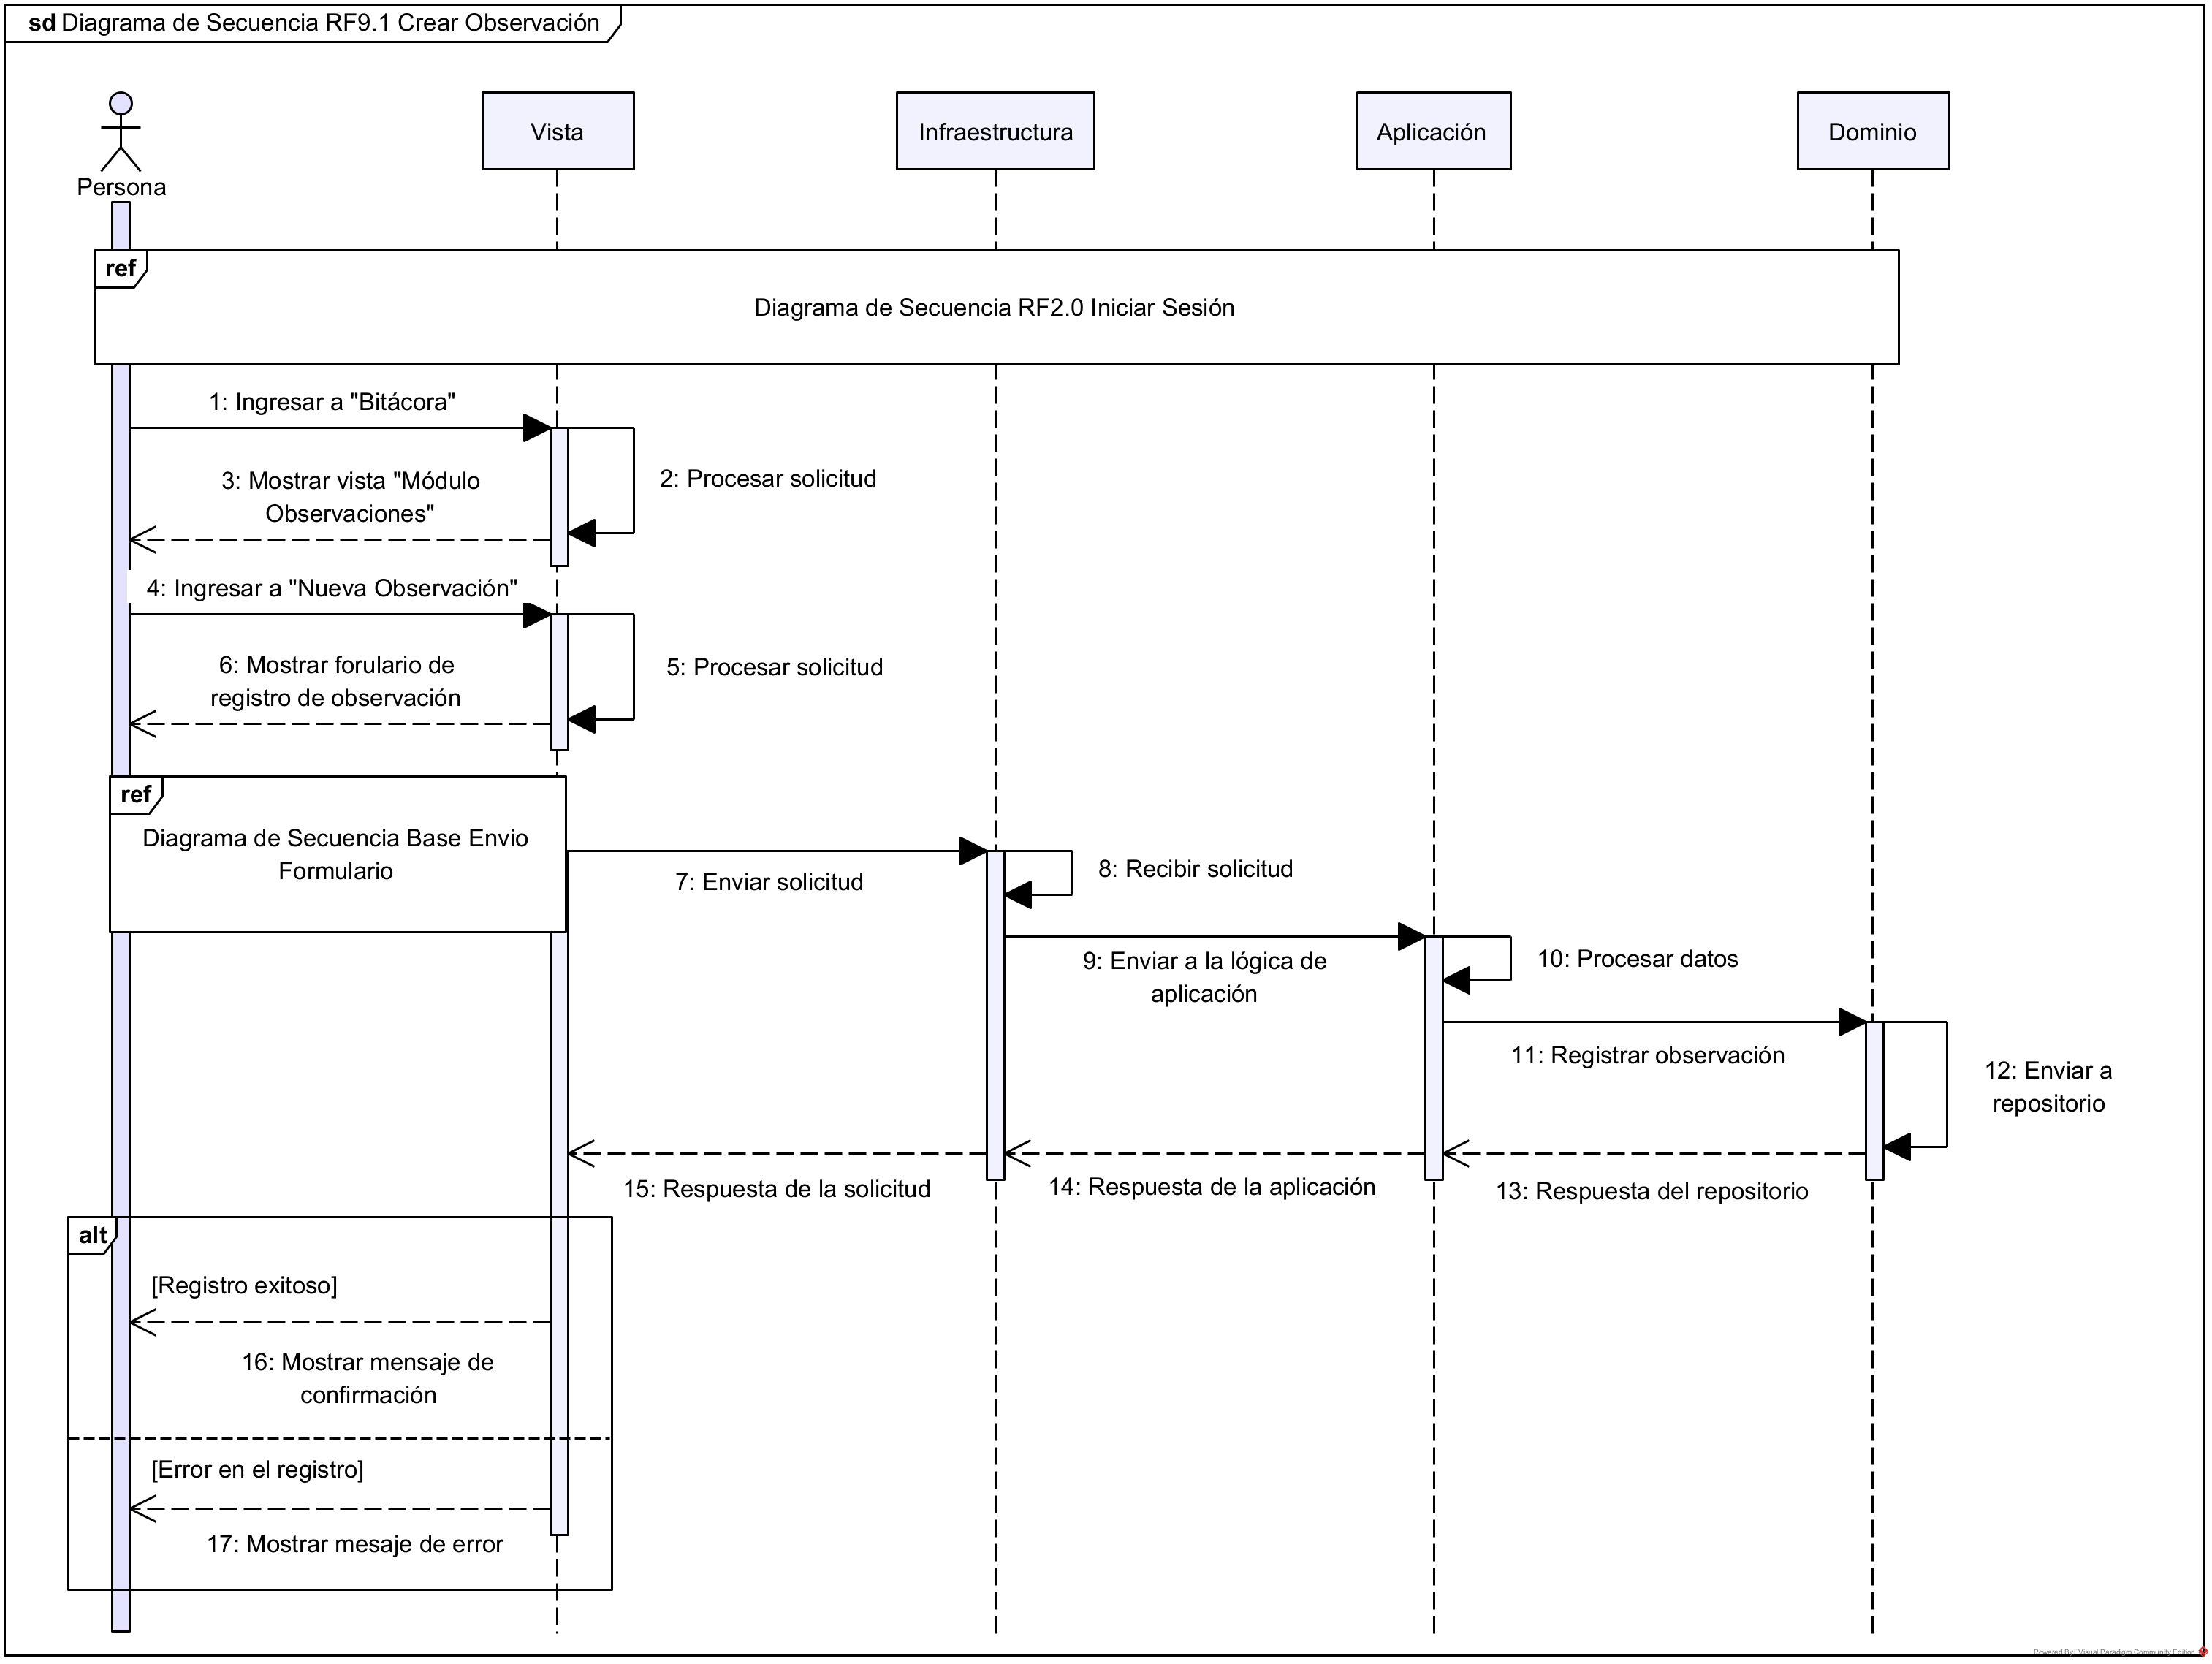 sd Diagrama de Secuencia RF9.1 Crear Observación
Persona
Vista
Infraestructura
Aplicación
Dominio
ref
Diagrama de Secuencia RF2.0 Iniciar Sesión
1: Ingresar a "Bitácora"
2: Procesar solicitud
3: Mostrar vista "Módulo
Observaciones"
4: Ingresar a "Nueva Observación"
5: Procesar solicitud
6: Mostrar forulario de
registro de observación
ref
Diagrama de Secuencia Base Envio
Formulario
7: Enviar solicitud
8: Recibir solicitud
9: Enviar a la lógica de
aplicación
10: Procesar datos
11: Registrar observación
12: Enviar a
repositorio
13: Respuesta del repositorio
14: Respuesta de la aplicación
15: Respuesta de la solicitud
alt
[Registro exitoso]
16: Mostrar mensaje de
confirmación
[Error en el registro]
17: Mostrar mesaje de error
Powered By Visual Paradigm Community Edition